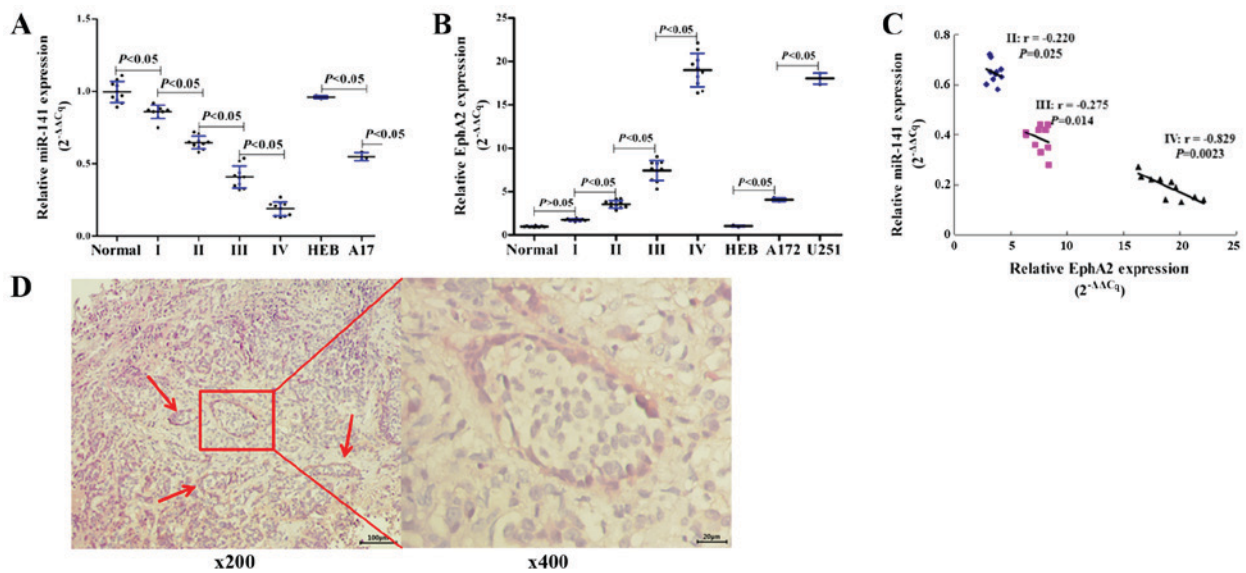 A
Relative miR-141 expression
(2^-ΔΔCq)
1.5
1.0
0.5
0.0
P<0.05
P<0.05
P<0.05
P<0.05
P<0.05
P<0.05
Normal I II III IV HEB A17
B
Relative EphA2 expression
(2^-ΔΔCq)
25
20
15
10
5
0
P>0.05
P<0.05
P<0.05
P<0.05
P<0.05
P<0.05
Normal I II III IV HEB A172 U251
C
Relative miR-141 expression
(2^-ΔΔCq)
0.8
0.6
0.4
0.2
0
II: r = -0.220
P=0.025
III: r = -0.275
P=0.014
IV: r = -0.829
P=0.0023
0 5 10 15 20 25
Relative EphA2 expression
(2^-ΔΔCq)
D
100μm
20μm
x200
x400